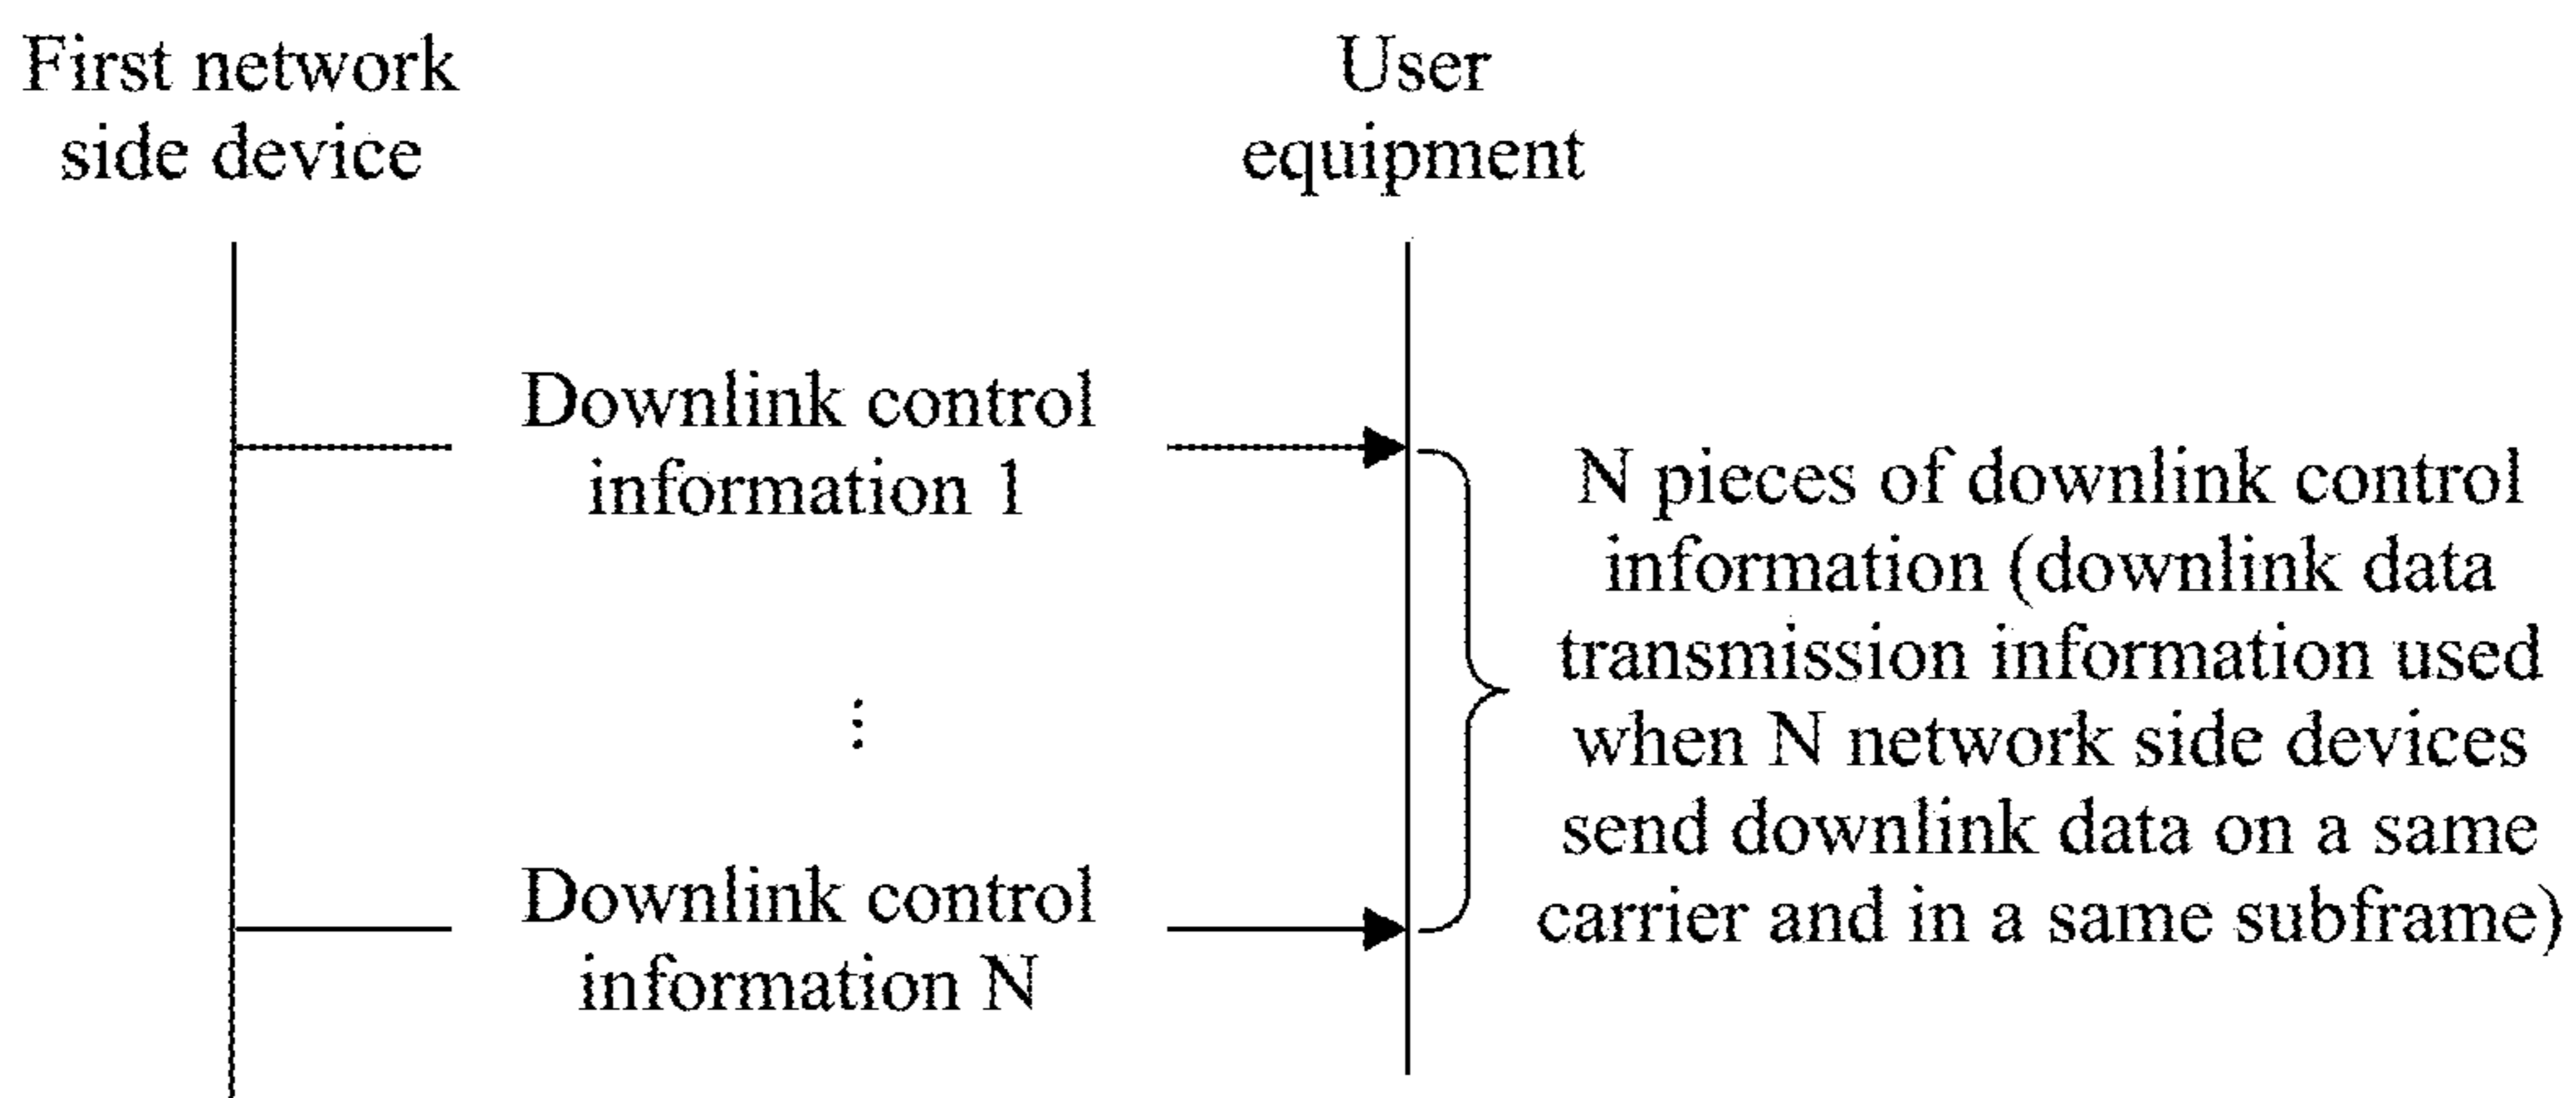 First network
side device
User
equipment
Downlink control
information 1
⋮
Downlink control
information N
N pieces of downlink control
information (downlink data
transmission information used
when N network side devices
send downlink data on a same
carrier and in a same subframe)